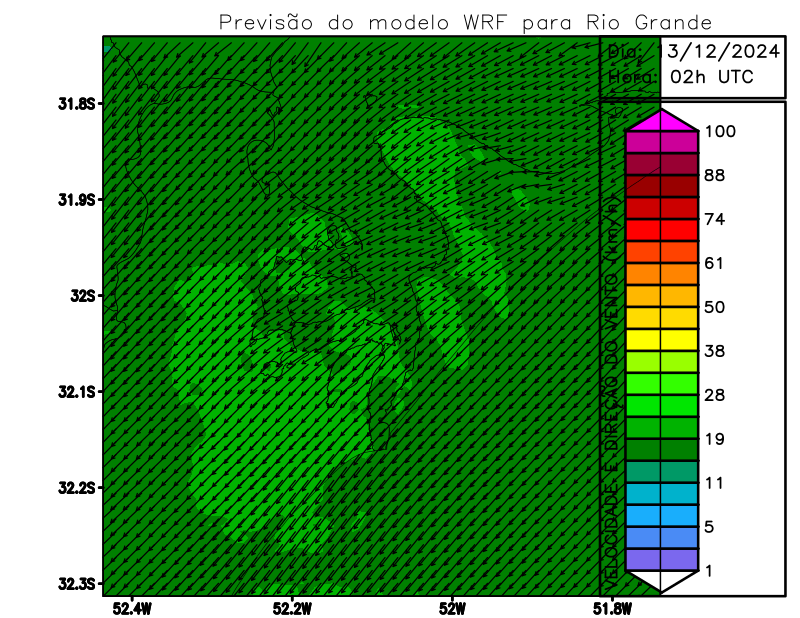 Previsão do modelo WRF para Rio Grande
Dia: 13/12/2024
Hora: 02h UTC
VELOCIDADE E DIREÇÃO DO VENTO (km/h)
100
88
74
61
50
38
28
19
11
5
1
31.8S
31.9S
32S
32.1S
32.2S
32.3S
52.4W
52.2W
52W
51.8W